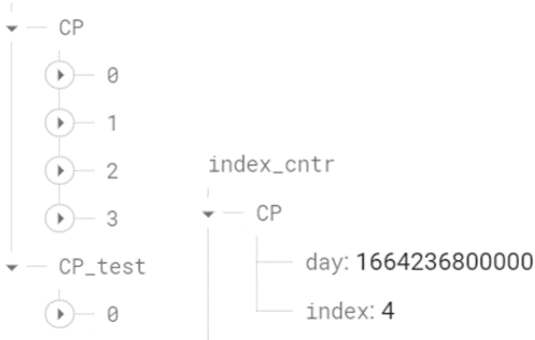 CP
0
1
2
3
CP_test
0
index_cntr
CP
day: 1664236800000
index: 4